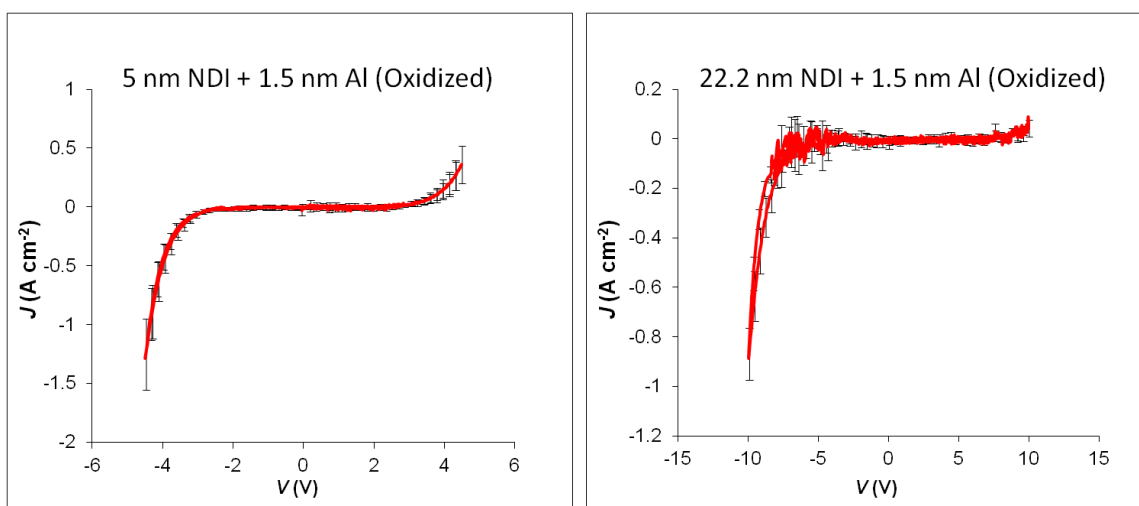 5 nm NDI + 1.5 nm Al (Oxidized)
1
0.5
0
-0.5
-1
-1.5
-2
-6 -4 -2 0 2 4 6
J (A cm-2)
V (V)
22.2 nm NDI + 1.5 nm Al (Oxidized)
0.2
0
-0.2
-0.4
-0.6
-0.8
-1
-1.2
-15 -10 -5 0 5 10 15
J (A cm-2)
V (V)